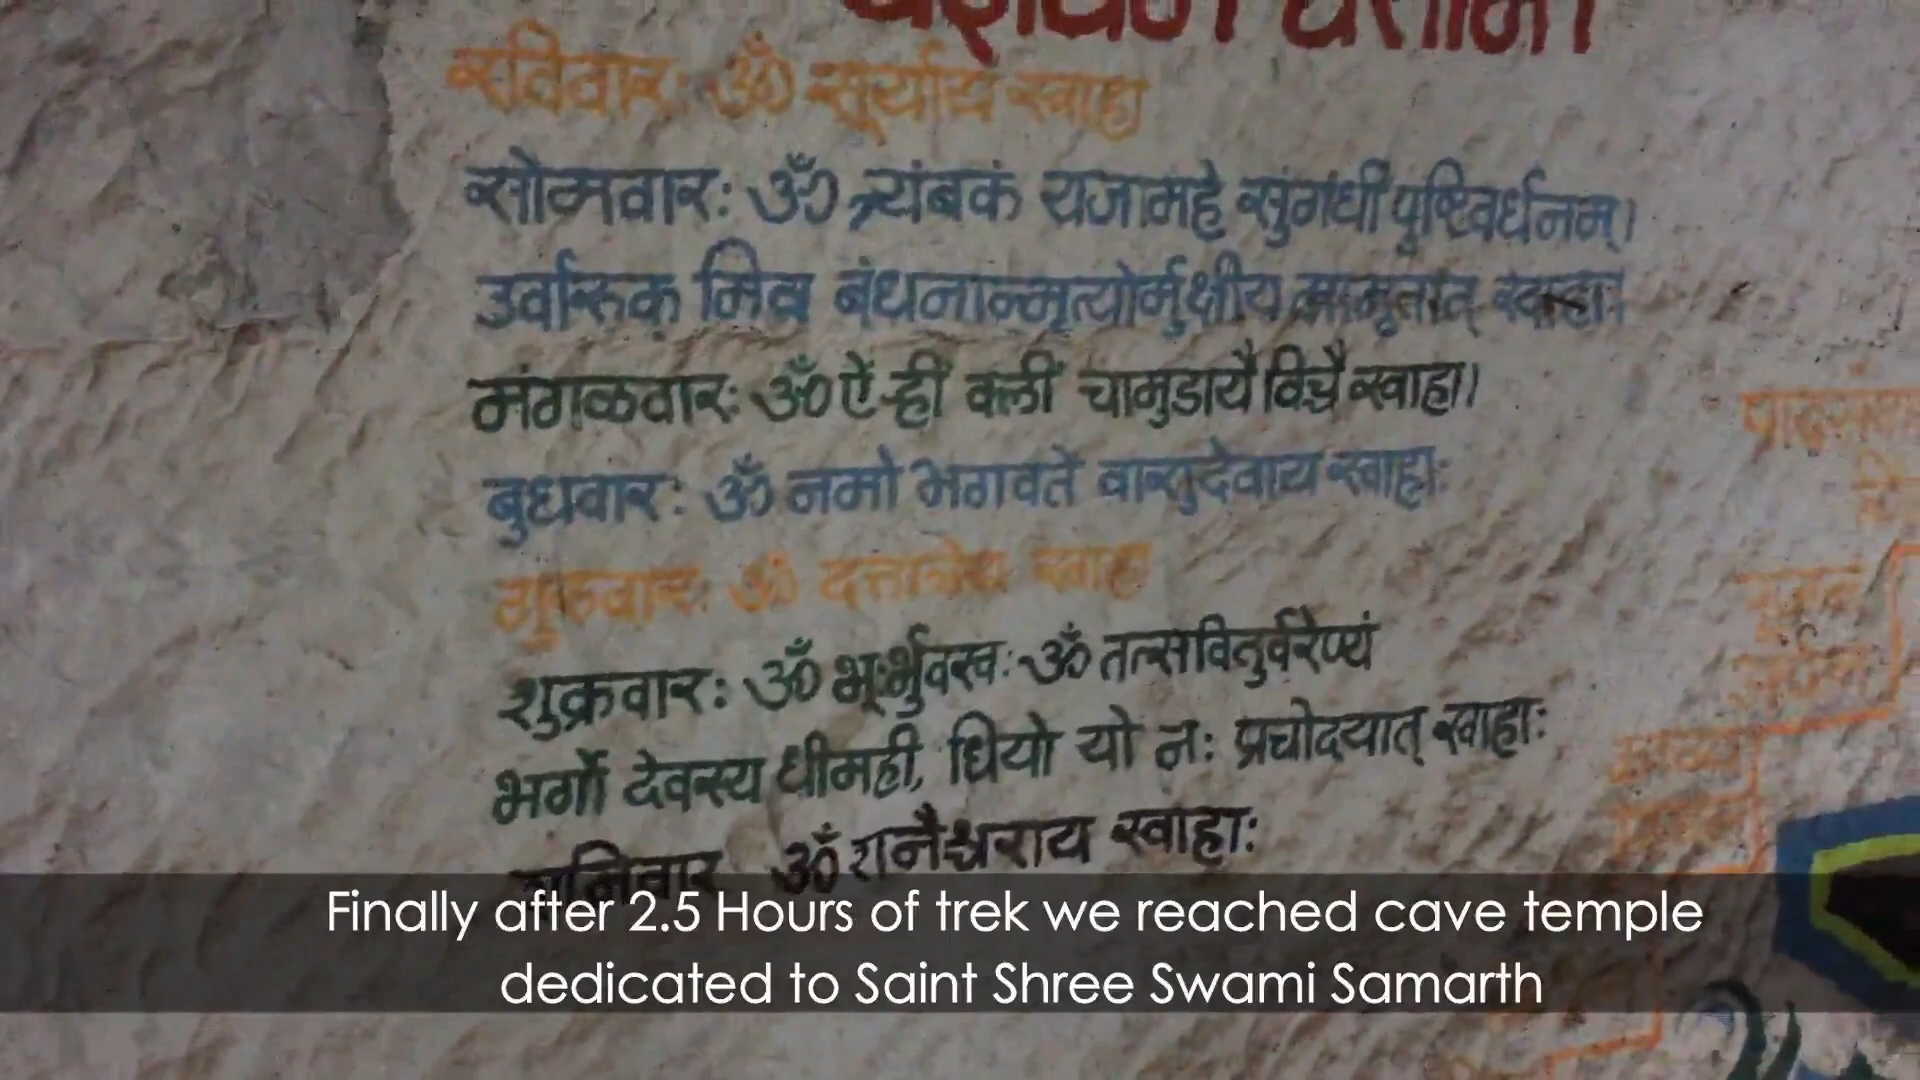 रविवार: ॐ सूर्याय स्वाहा
सोमवार: ॐ त्र्यंबकं यजामहे सुगंधीं पुष्टिवर्धनम्।
उर्वारुक मिव बंधनान्मृत्योर्मुक्षीय मामृतात् स्वाहा:
मंगळवार: ॐ ऐं ह्रीं क्लीं चामुडायै विच्चै स्वाहा।
बुधवार: ॐ नमो भगवते वासुदेवाय स्वाहा:
गुरुवार: ॐ दत्तात्रेय स्वाहा
शुक्रवार: ॐ भू:र्भुवस्व: ॐ तत्सवितुर्वरेण्यं
भर्गो देवस्य धीमही, धियो यो न: प्रचोदयात् स्वाहा:
शनिवार ॐ शनैश्चराय स्वाहा:
Finally after 2.5 Hours of trek we reached cave temple
dedicated to Saint Shree Swami Samarth